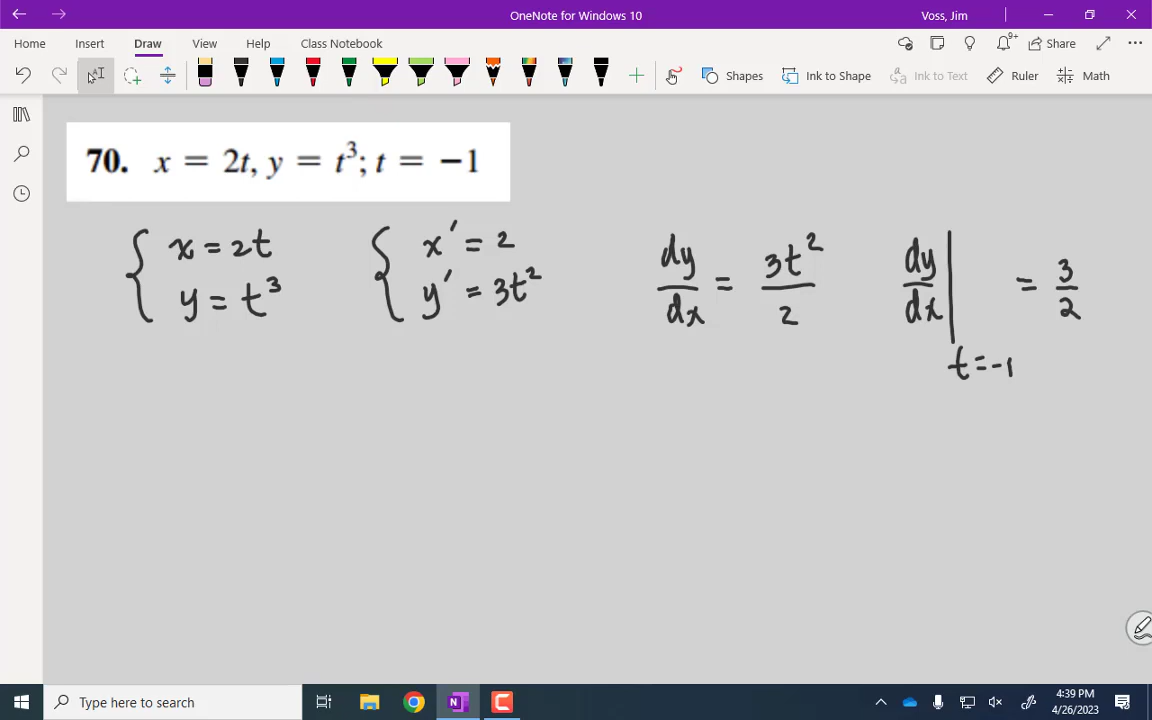 OneNote for Windows 10
Voss, Jim
Home Insert Draw View Help Class Notebook
9+
Share
Shapes Ink to Shape Ink to Text Ruler Math
70. x = 2t, y = t³; t = −1
x = 2t
y = t³
x' = 2
y' = 3t²
dy/dx = 3t²/2
dy/dx | t=-1 = 3/2
Type here to search
4:39 PM
4/26/2023